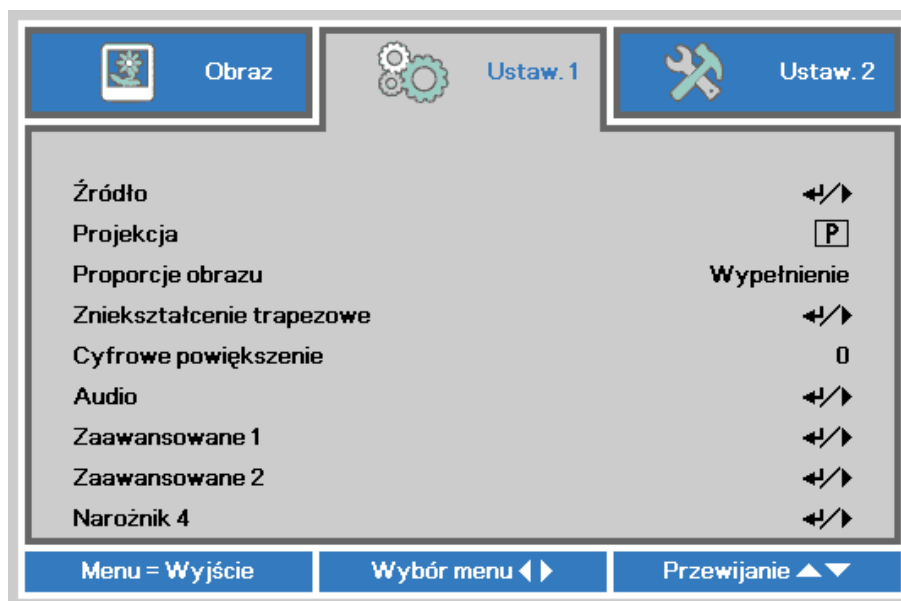 Obraz Ustaw. 1 Ustaw. 2
Źródło
Projekcja P
Proporcje obrazu Wypełnienie
Zniekształcenie trapezowe
Cyfrowe powiększenie 0
Audio
Zaawansowane 1
Zaawansowane 2
Narożnik 4
Menu = Wyjście Wybór menu Przewijanie